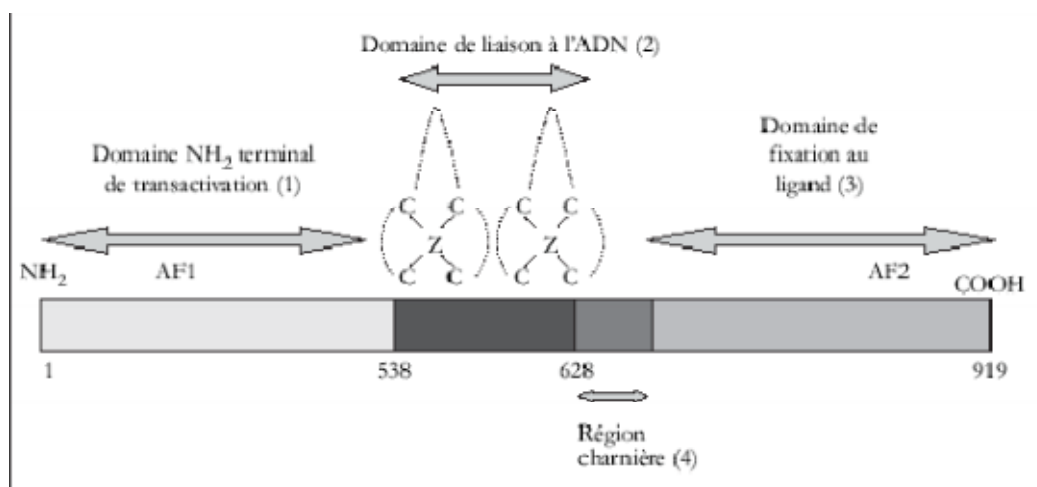 Domaine de liaison à l'ADN (2)
Domaine NH2 terminal
de transactivation (1)
Domaine de
fixation au
ligand (3)
C C C C
Z Z
C C C C
NH2 AF1 AF2 COOH
1 538 628 919
Région
charnière (4)